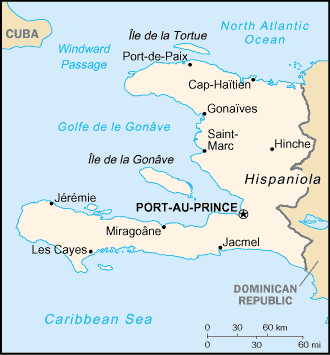 CUBA
Île de la Tortue
North Atlantic
Ocean
Windward
Passage
Port-de-Paix
Cap-Haïtien
Gonaïves
Golfe de la Gonâve
Saint-
Marc
Hinche
Île de la Gonâve
Hispaniola
Jérémie
PORT-AU-PRINCE
Miragoâne
Les Cayes
Jacmel
DOMINICAN
REPUBLIC
Caribbean Sea
0 30 60 km
0 30 60 mi